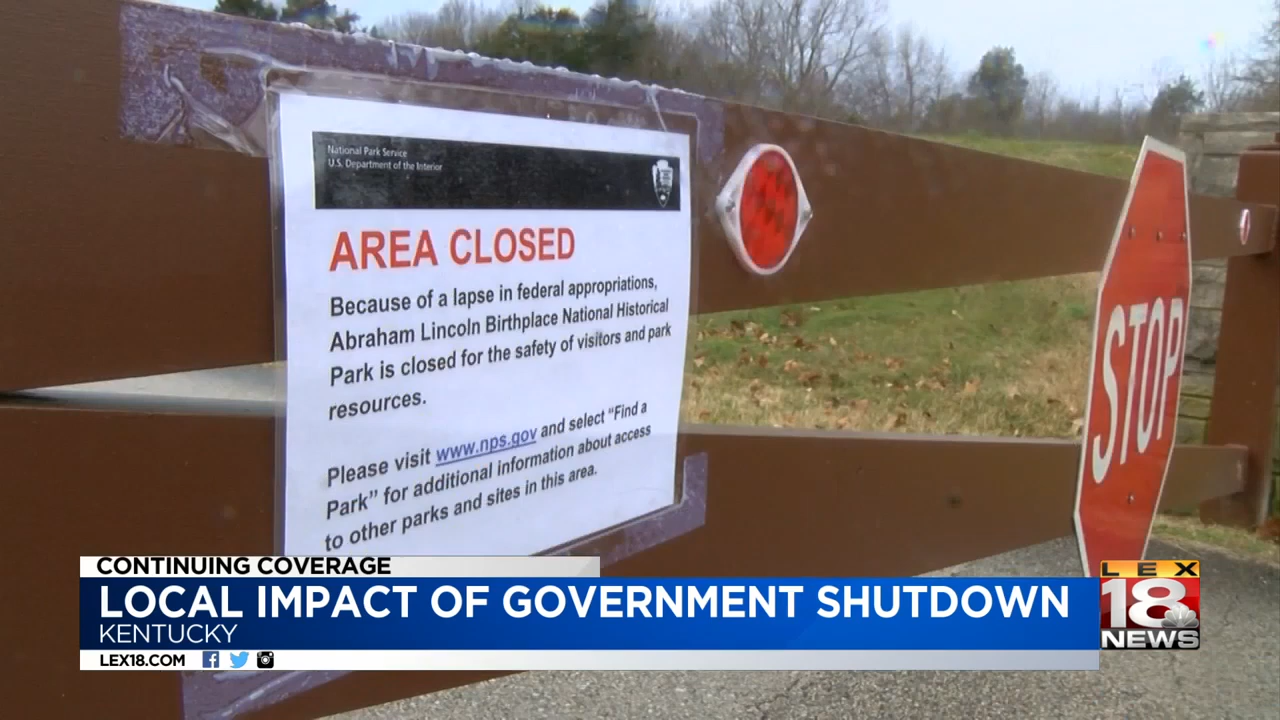 National Park Service
U.S. Department of the Interior
AREA CLOSED
Because of a lapse in federal appropriations,
Abraham Lincoln Birthplace National Historical
Park is closed for the safety of visitors and park
resources.
Please visit www.nps.gov and select “Find a
Park” for additional information about access
to other parks and sites in this area.
STOP
CONTINUING COVERAGE
LOCAL IMPACT OF GOVERNMENT SHUTDOWN
KENTUCKY
LEX18.COM
LEX
18
NEWS